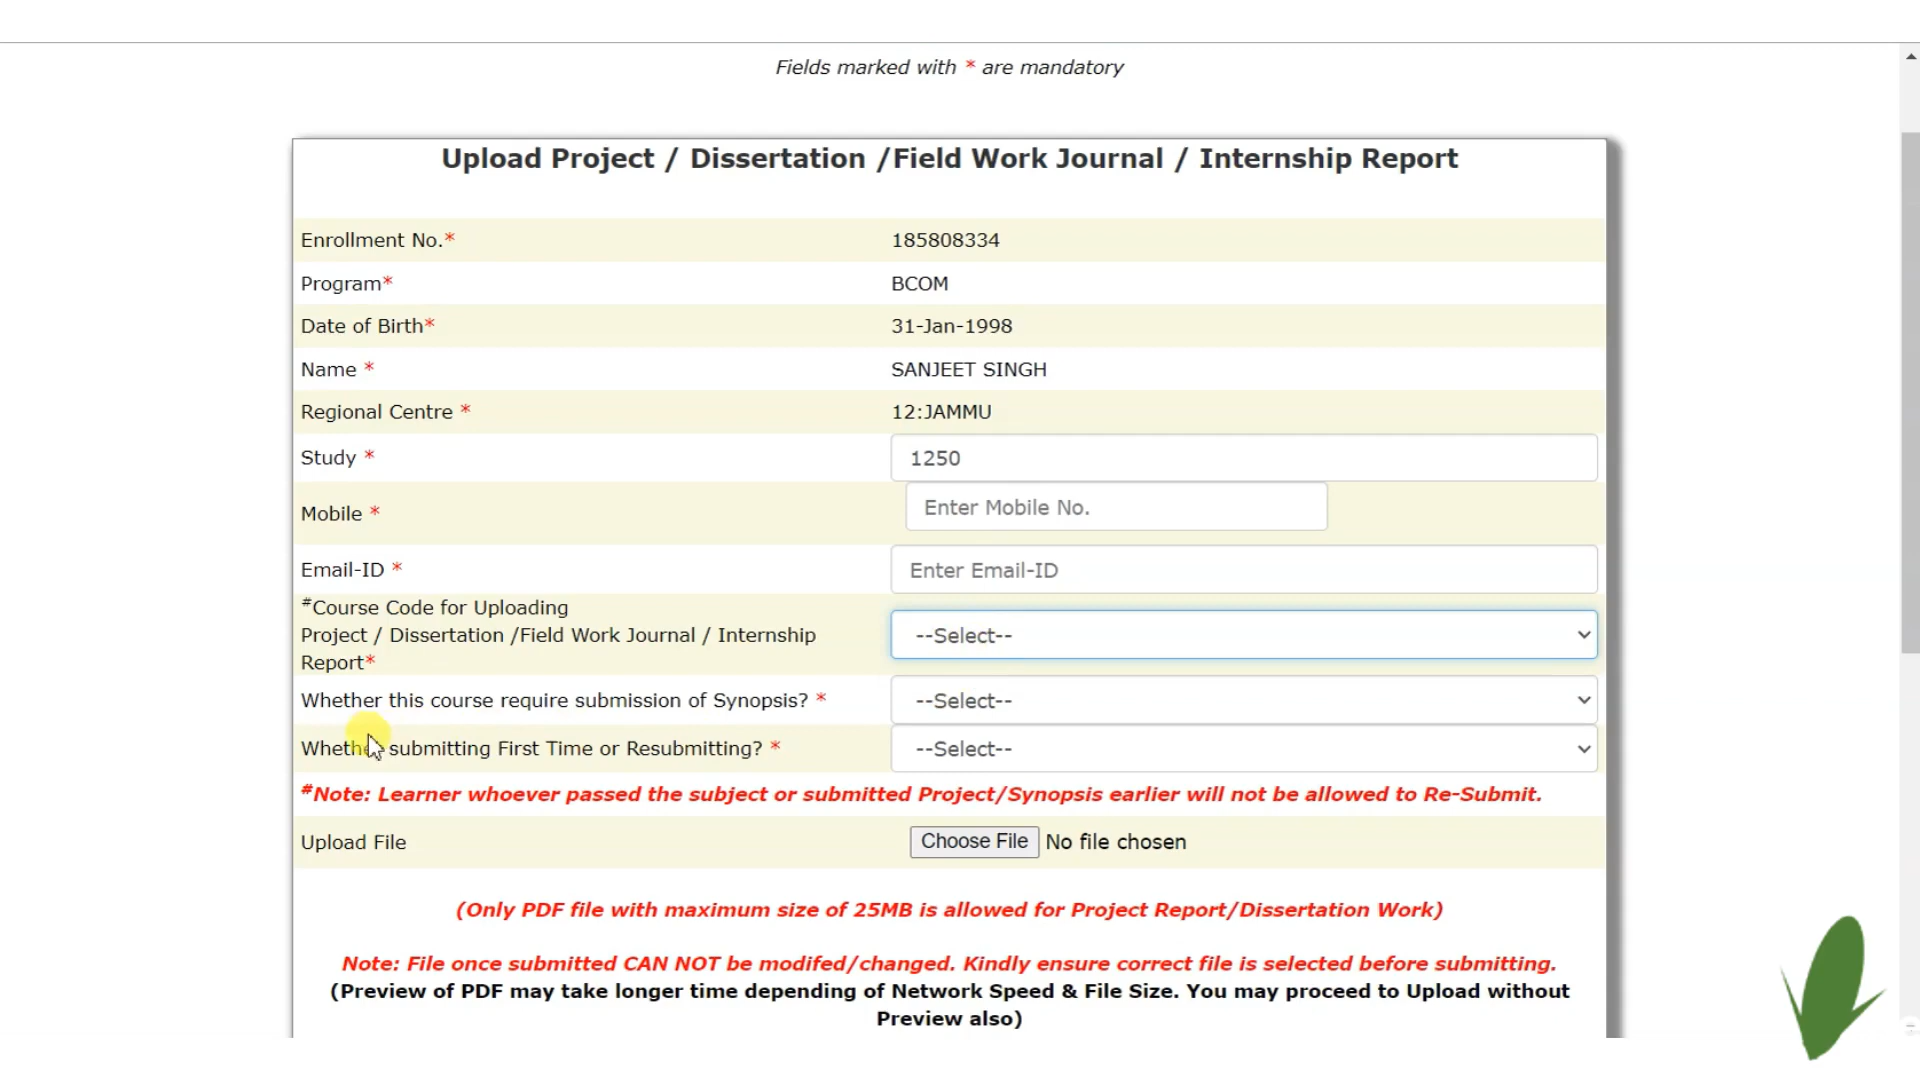 Fields marked with * are mandatory
Upload Project / Dissertation /Field Work Journal / Internship Report
Enrollment No.* 185808334
Program* BCOM
Date of Birth* 31-Jan-1998
Name * SANJEET SINGH
Regional Centre * 12:JAMMU
Study * 1250
Mobile * Enter Mobile No.
Email-ID * Enter Email-ID
#Course Code for Uploading
Project / Dissertation /Field Work Journal / Internship --Select--
Report*
Whether this course require submission of Synopsis? * --Select--
Whether submitting First Time or Resubmitting? * --Select--
#Note: Learner whoever passed the subject or submitted Project/Synopsis earlier will not be allowed to Re-Submit.
Upload File Choose File No file chosen
(Only PDF file with maximum size of 25MB is allowed for Project Report/Dissertation Work)
Note: File once submitted CAN NOT be modifed/changed. Kindly ensure correct file is selected before submitting.
(Preview of PDF may take longer time depending of Network Speed & File Size. You may proceed to Upload without
Preview also)